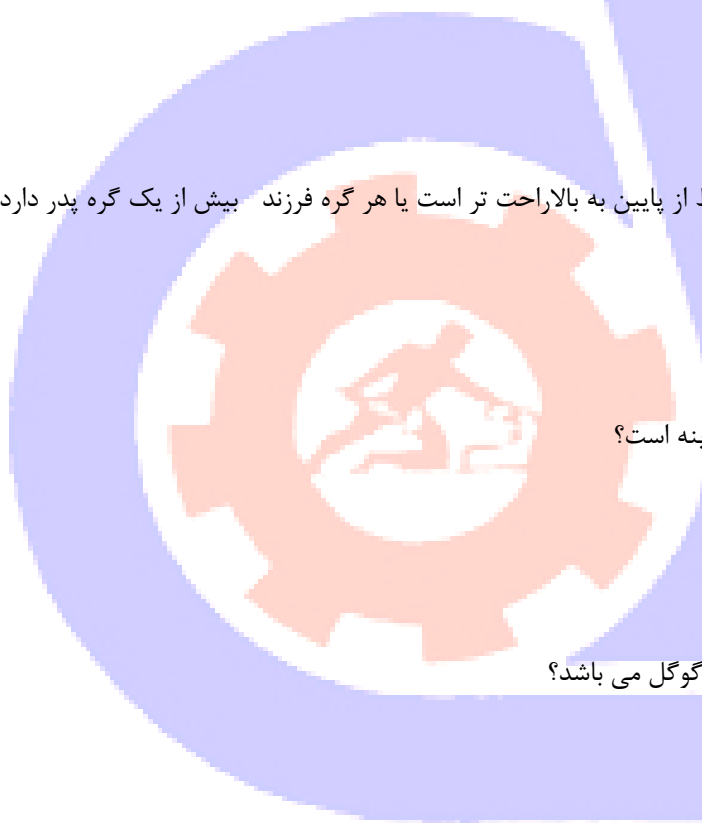 از پایین به بالاراحت تر است یا هر گره فرزند بیش از یک گره پدر دارد
است؟
گوگل می باشد؟